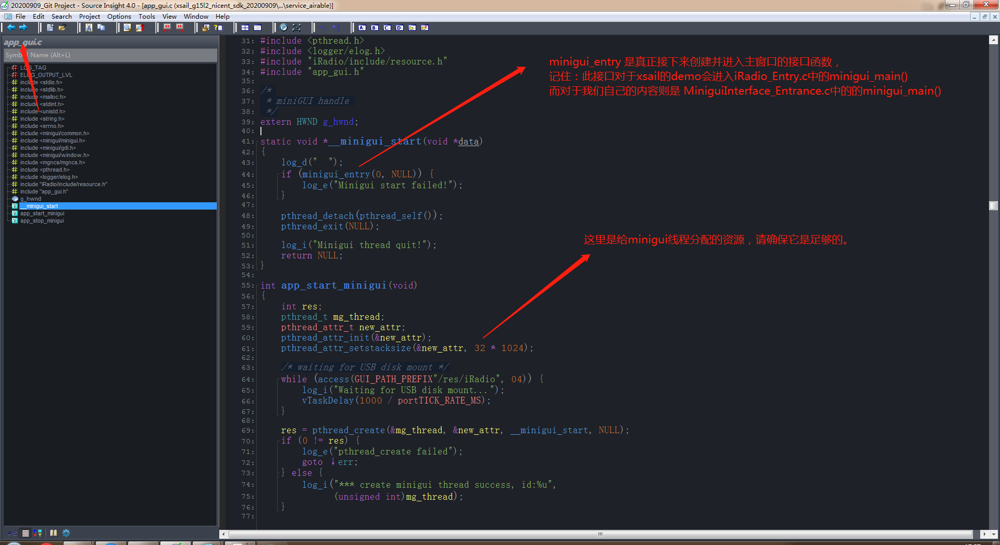 20200909_Git Project - Source Insight 4.0 - [app_gui.c (xsail_g15l2_nicent_sdk_20200909\...\service_airable)]
File Edit Search Project Options Tools View Window Help
app_gui.c
Symbol Name (Alt+L)
LOG_TAG
ELOG_OUTPUT_LVL
include <stdio.h>
include <stdlib.h>
include <malloc.h>
include <stdint.h>
include <unistd.h>
include <string.h>
include <errno.h>
include <minigui/common.h>
include <minigui/minigui.h>
include <minigui/gdi.h>
include <minigui/window.h>
include <mgncs/mgncs.h>
include <pthread.h>
include <logger/elog.h>
include "iRadio/include/resource.h"
include "app_gui.h"
g_hwnd
__minigui_start
app_start_minigui
app_stop_minigui
A-Z
31: #include <pthread.h>
32: #include <logger/elog.h>
33: #include "iRadio/include/resource.h"
34: #include "app_gui.h"
35:
36: /*
37: * miniGUI handle
38: */
39: extern HWND g_hwnd;
40:
41: static void *__minigui_start(void *data)
42: {
43: log_d("  ");
44: if (minigui_entry(0, NULL)) {
45: log_e("Minigui start failed!");
46: }
47:
48: pthread_detach(pthread_self());
49: pthread_exit(NULL);
50:
51: log_i("Minigui thread quit!");
52: return NULL;
53: }
54:
55: int app_start_minigui(void)
56: {
57: int res;
58: pthread_t mg_thread;
59: pthread_attr_t new_attr;
60: pthread_attr_init(&new_attr);
61: pthread_attr_setstacksize(&new_attr, 32 * 1024);
62:
63: /* waiting for USB disk mount */
64: while (access(GUI_PATH_PREFIX"/res/iRadio", 04)) {
65: log_i("Waiting for USB disk mount...");
66: vTaskDelay(1000 / portTICK_RATE_MS);
67: }
68:
69: res = pthread_create(&mg_thread, &new_attr, __minigui_start, NULL);
70: if (0 != res) {
71: log_e("pthread_create failed");
72: goto ↓err;
73: } else {
74: log_i("*** create minigui thread success, id:%u",
75: (unsigned int)mg_thread);
76: }
77:
minigui_entry 是真正接下来创建并进入主窗口的接口函数，
记住：此接口对于xsail的demo会进入iRadio_Entry.c中的minigui_main()
而对于我们自己的内容则是 MiniguiInterface_Entrance.c中的的minigui_main()
这里是给minigui线程分配的资源，请确保它是足够的。